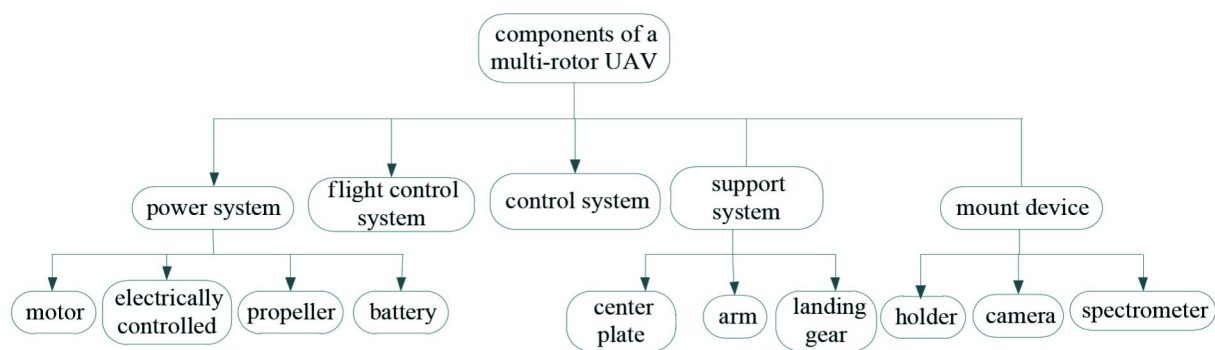 components of a
multi-rotor UAV
power system
flight control
system
control system
support
system
mount device
motor
electrically
controlled
propeller
battery
center
plate
arm
landing
gear
holder
camera
spectrometer